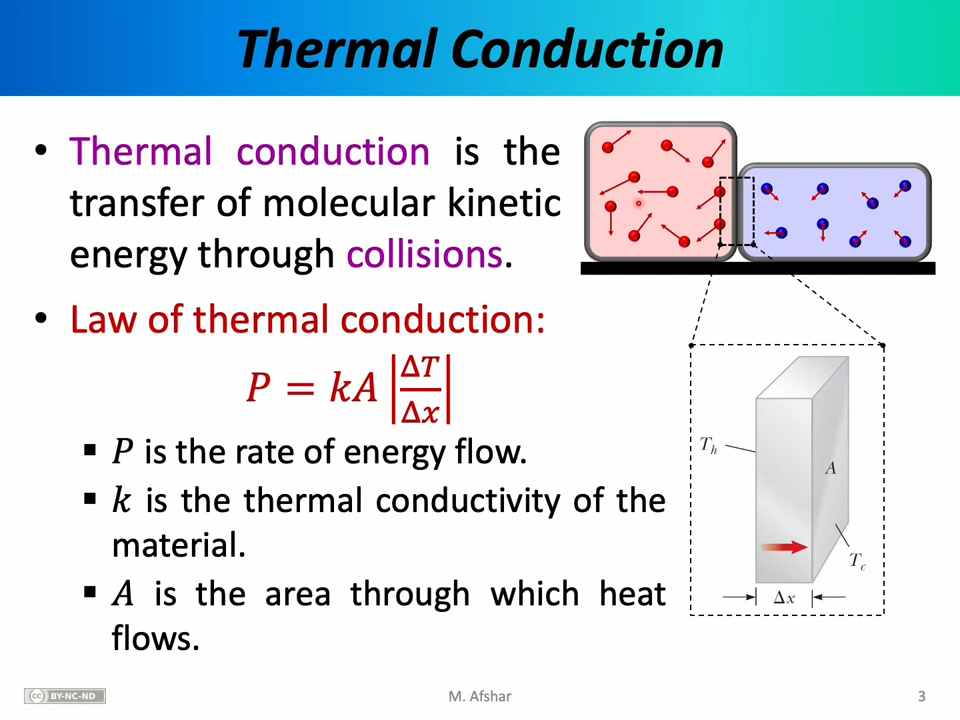 Thermal Conduction
• Thermal conduction is the
transfer of molecular kinetic
energy through collisions.
• Law of thermal conduction:
P = kA |ΔT/Δx|
▪ P is the rate of energy flow.
▪ k is the thermal conductivity of the
material.
▪ A is the area through which heat
flows.
T_h
A
T_c
Δx
cc BY-NC-ND
M. Afshar
3